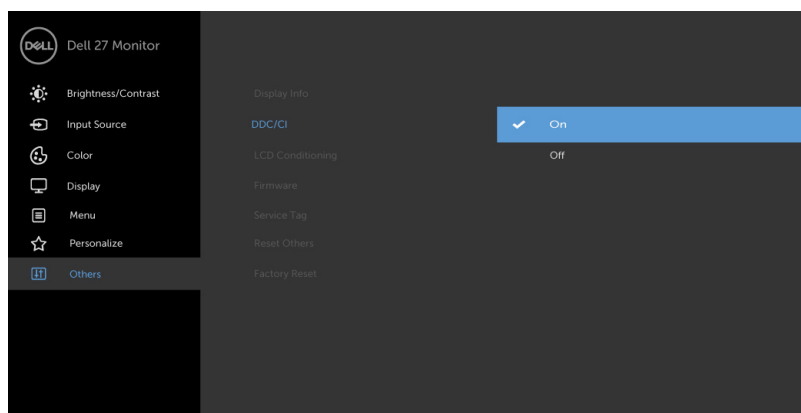 DELL Dell 27 Monitor
Brightness/Contrast
Input Source
Color
Display
Menu
Personalize
Others
Display Info
DDC/CI
LCD Conditioning
Firmware
Service Tag
Reset Others
Factory Reset
On
Off